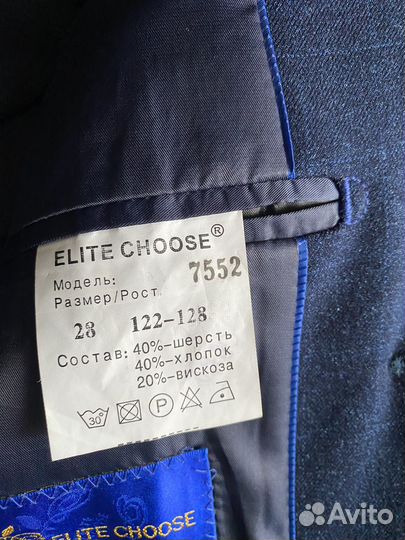 ELITE CHOOSE®
Модель: 7552
Размер/Рост
28 122-128
Состав: 40%-шерсть
40%-хлопок
20%-вискоза
30°
P
ELITE CHOOSE
Avito